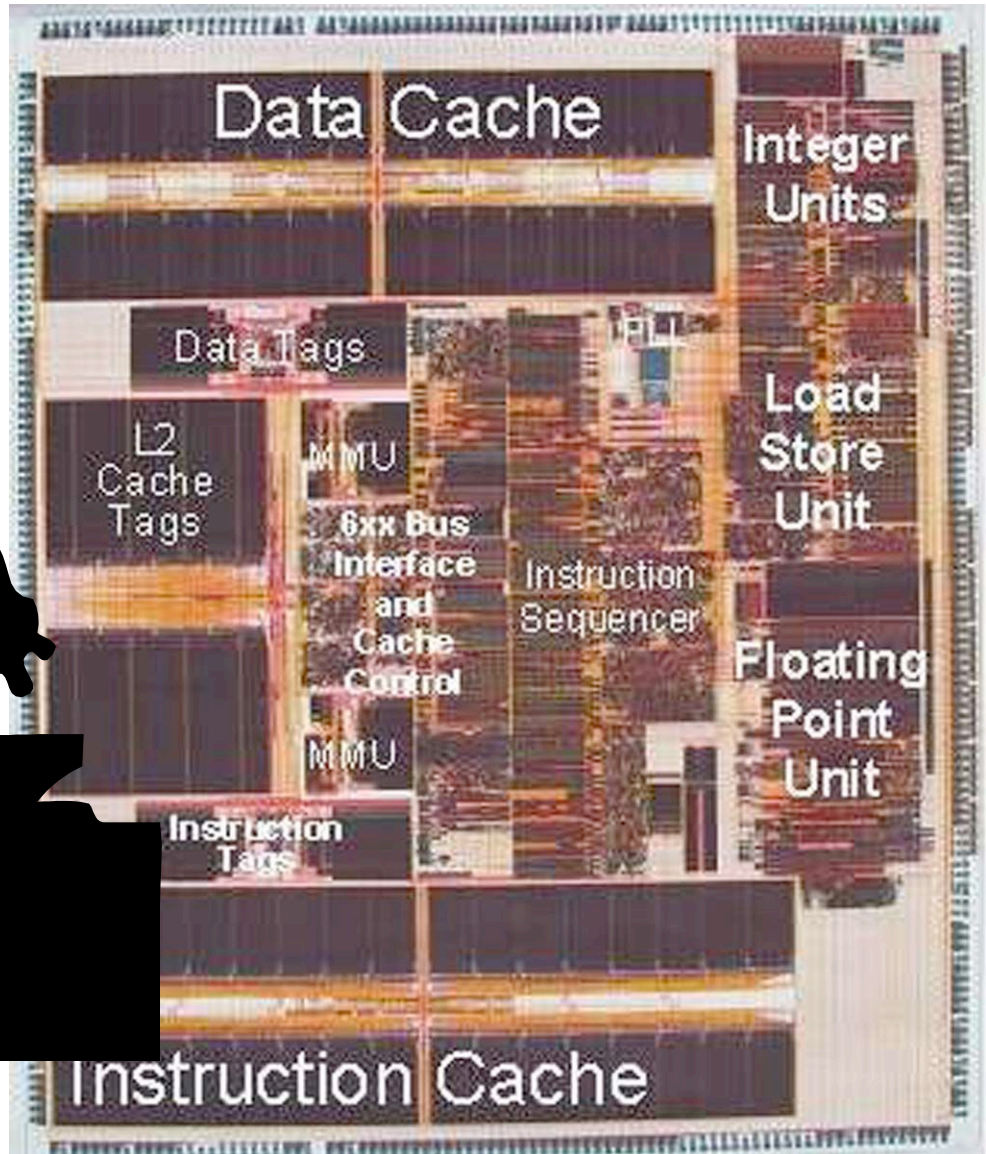 Data Cache
Integer
Units
Data Tags
Load
Store
Unit
L2
Cache
Tags
MMU
6xx Bus
Interface
and
Cache
Control
Instruction
Sequencer
Floating
Point
Unit
MMU
Instruction
Tags
Instruction Cache